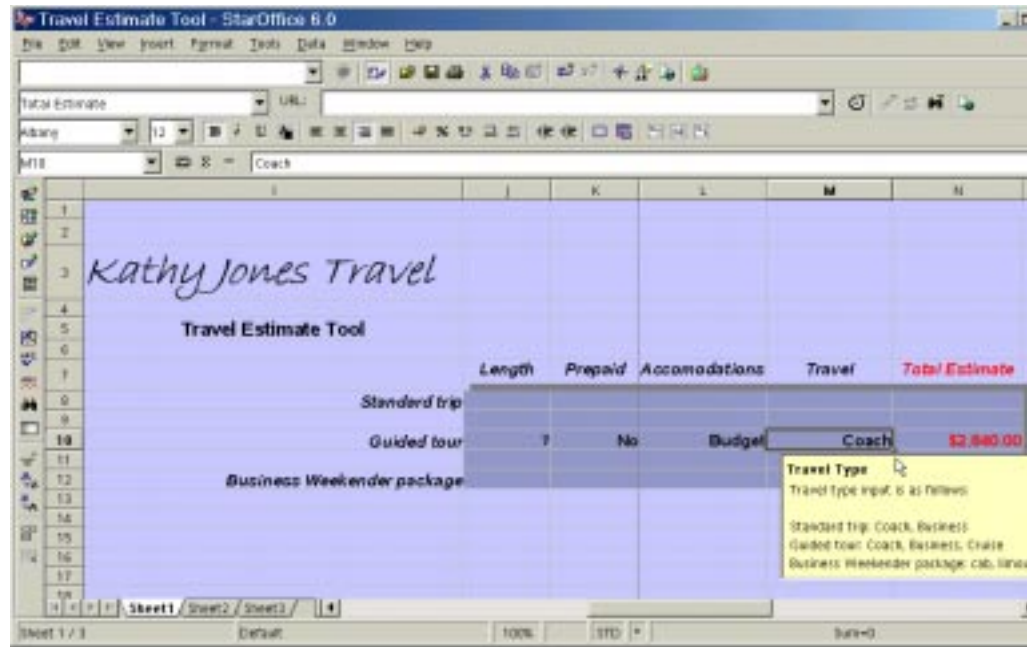 Travel Estimate Tool - StarOffice 6.0
File Edit View Insert Format Tools Data Window Help
Total Estimate URL:
Albany 12 B i U % 
M10 Σ = Coach
I J K L M N
1
2
3 Kathy Jones Travel
4
5 Travel Estimate Tool
6
7 Length Prepaid Accomodations Travel Total Estimate
8 Standard trip
9
10 Guided tour 7 No Budget Coach
11
12 Business Weekender package
13
14
15
16
17
18
Travel Type
Travel type input is as follows:
Standard trip: Coach, Business
Guided tour: Coach, Business, Cruise
Business Weekender package: cab, limou
Sheet1 Sheet2 Sheet3
Sheet 1 / 3 Default 100% STD * Sum=0